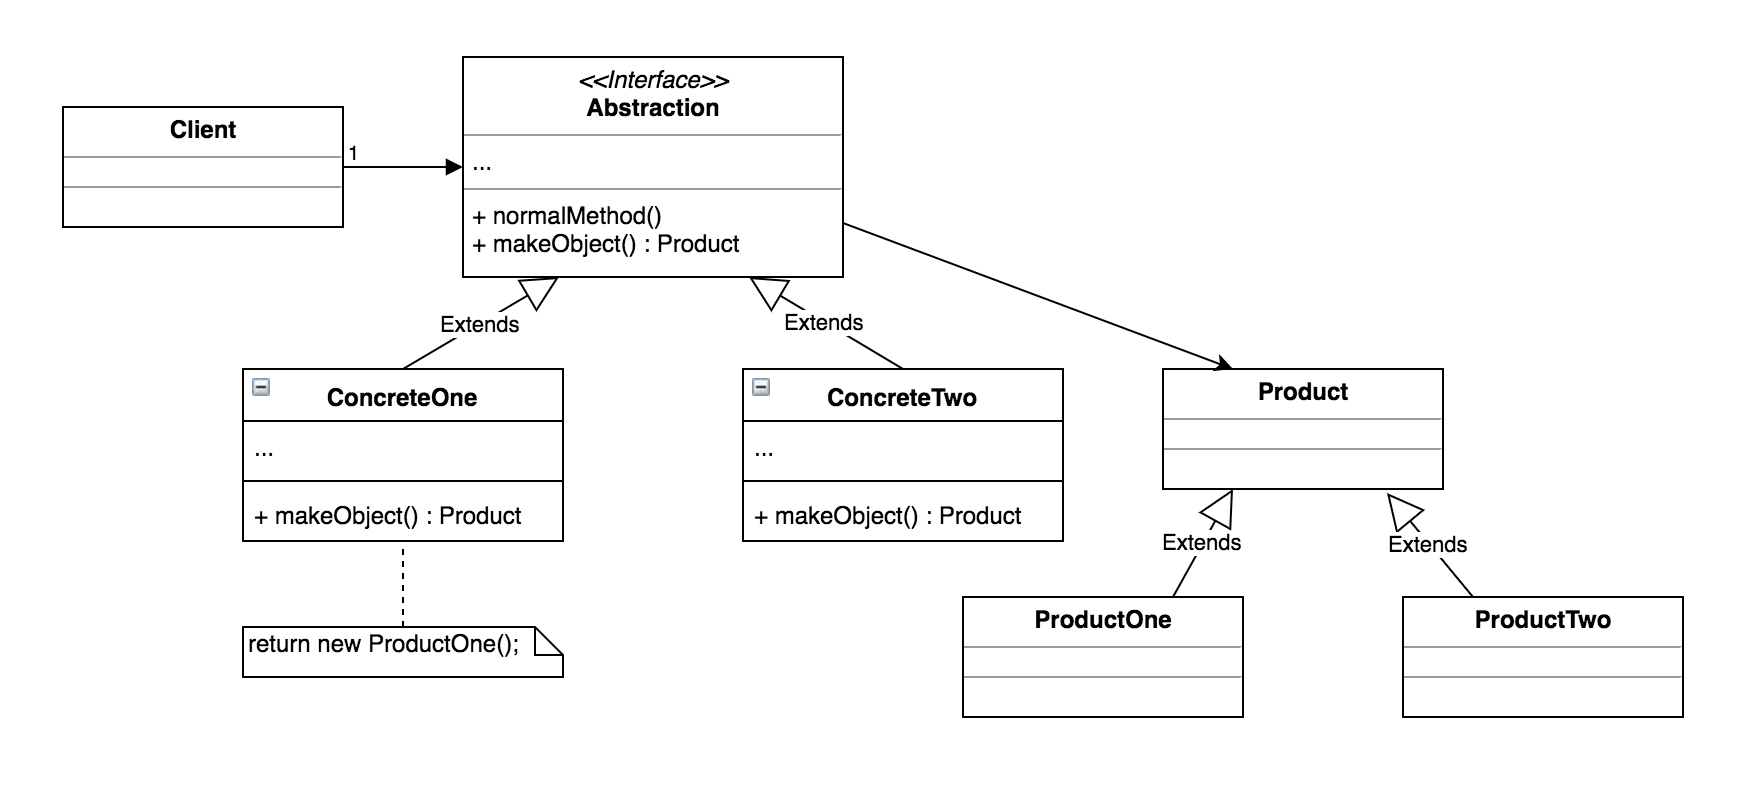 Client
1
<<Interface>>
Abstraction
...
+ normalMethod()
+ makeObject() : Product
Extends
Extends
ConcreteOne
...
+ makeObject() : Product
return new ProductOne();
ConcreteTwo
...
+ makeObject() : Product
Product
Extends
Extends
ProductOne
ProductTwo